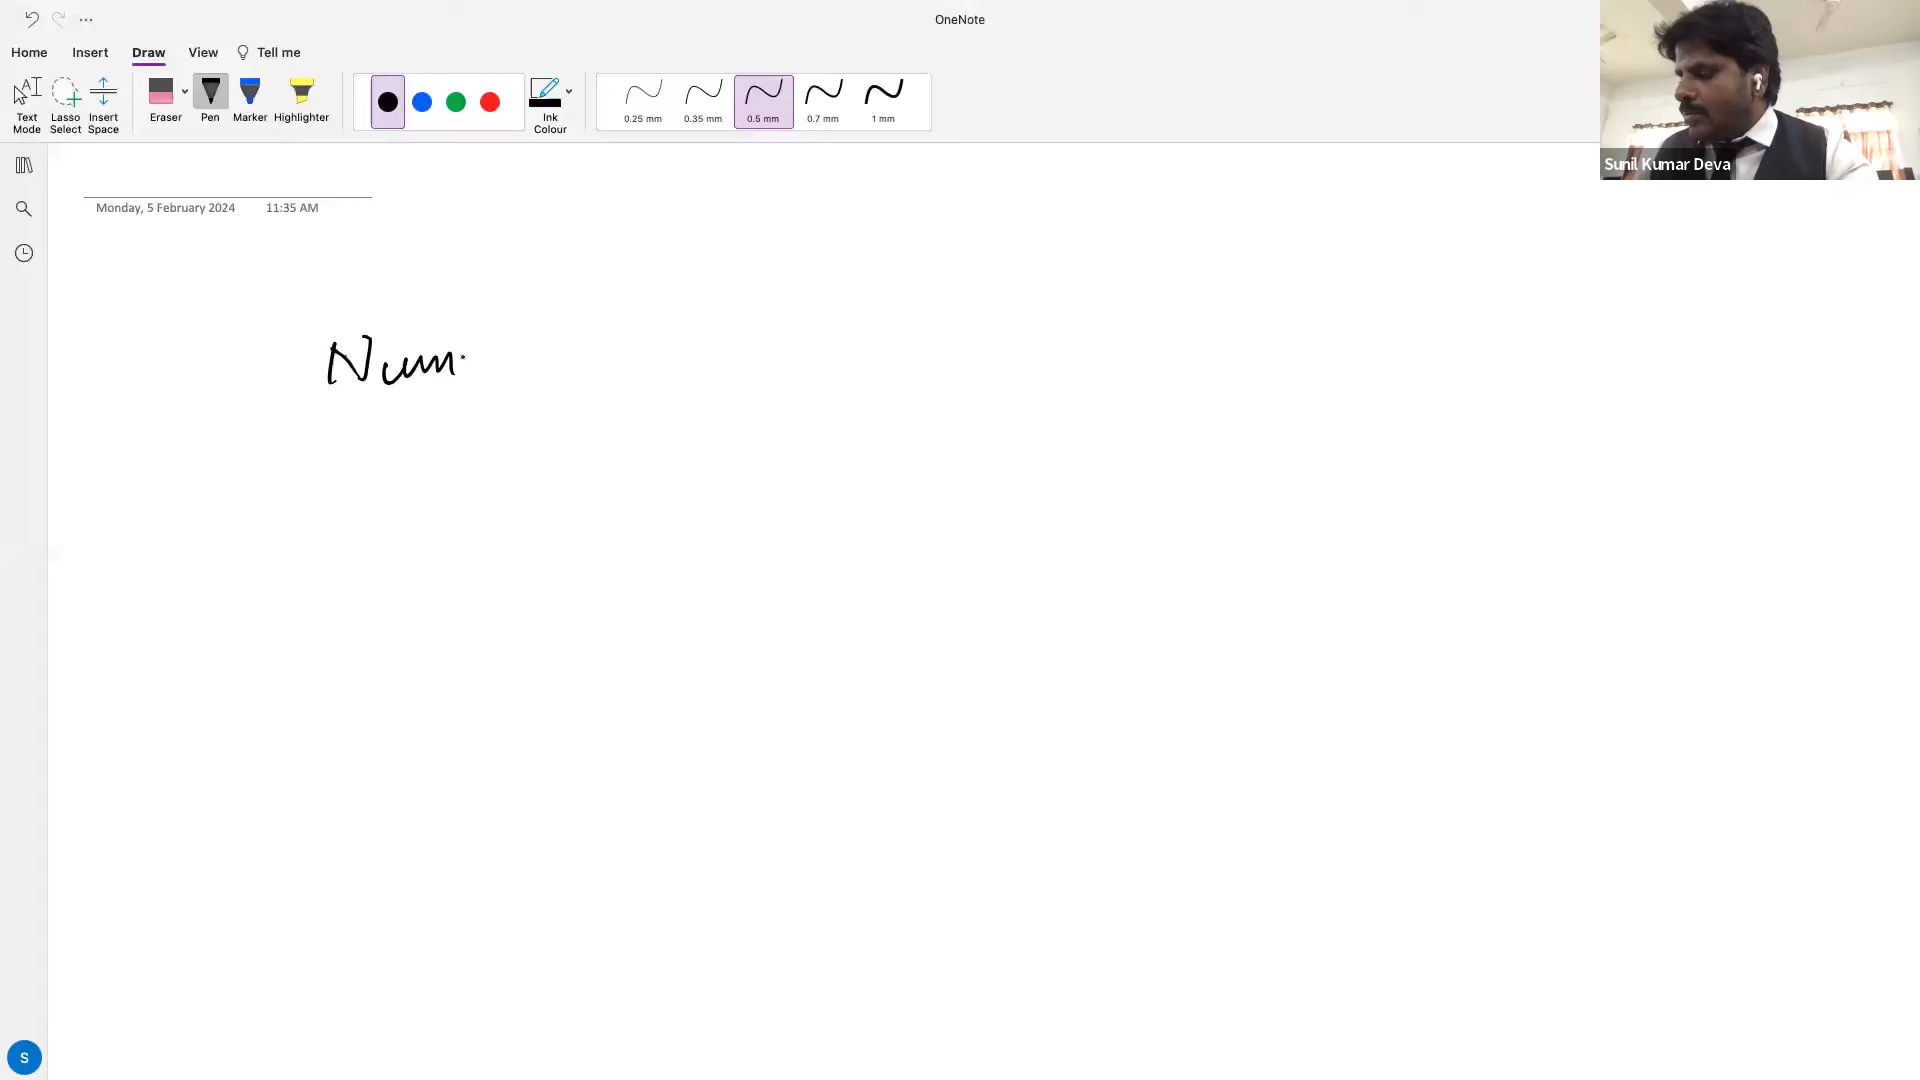 OneNote
Home Insert Draw View Tell me
Text Mode
Lasso Select
Insert Space
Eraser
Pen
Marker
Highlighter
Ink Colour
0.25 mm
0.35 mm
0.5 mm
0.7 mm
1 mm
Sunil Kumar Deva
Monday, 5 February 2024 11:35 AM
Num
S